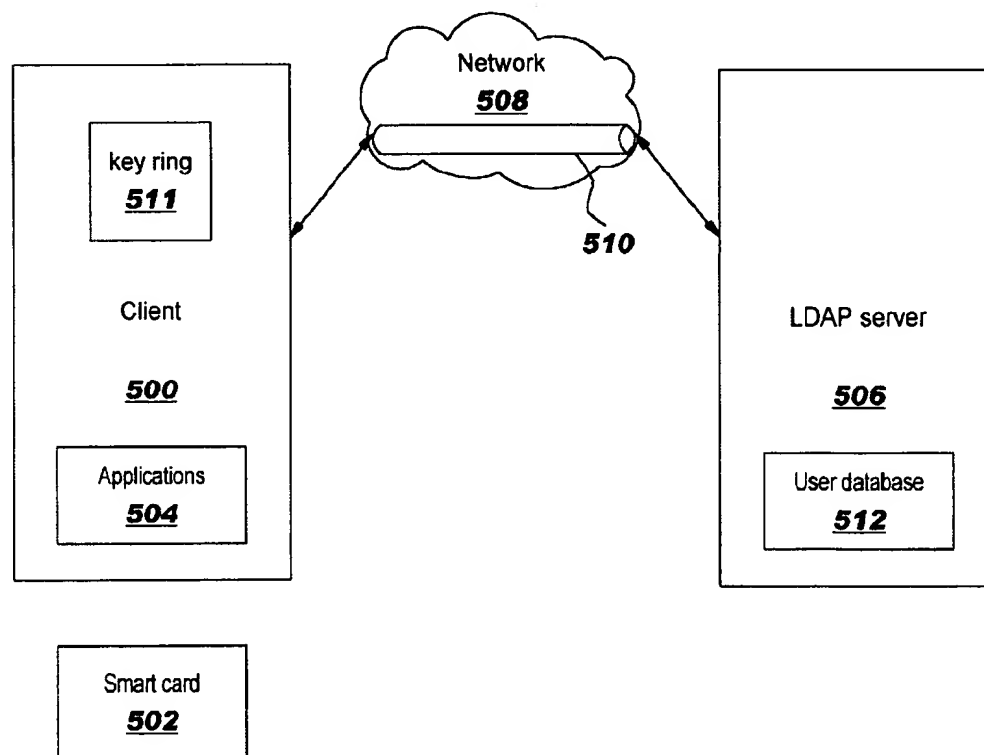 Network
508
key ring
511
510
Client
500
LDAP server
506
Applications
504
User database
512
Smart card
502